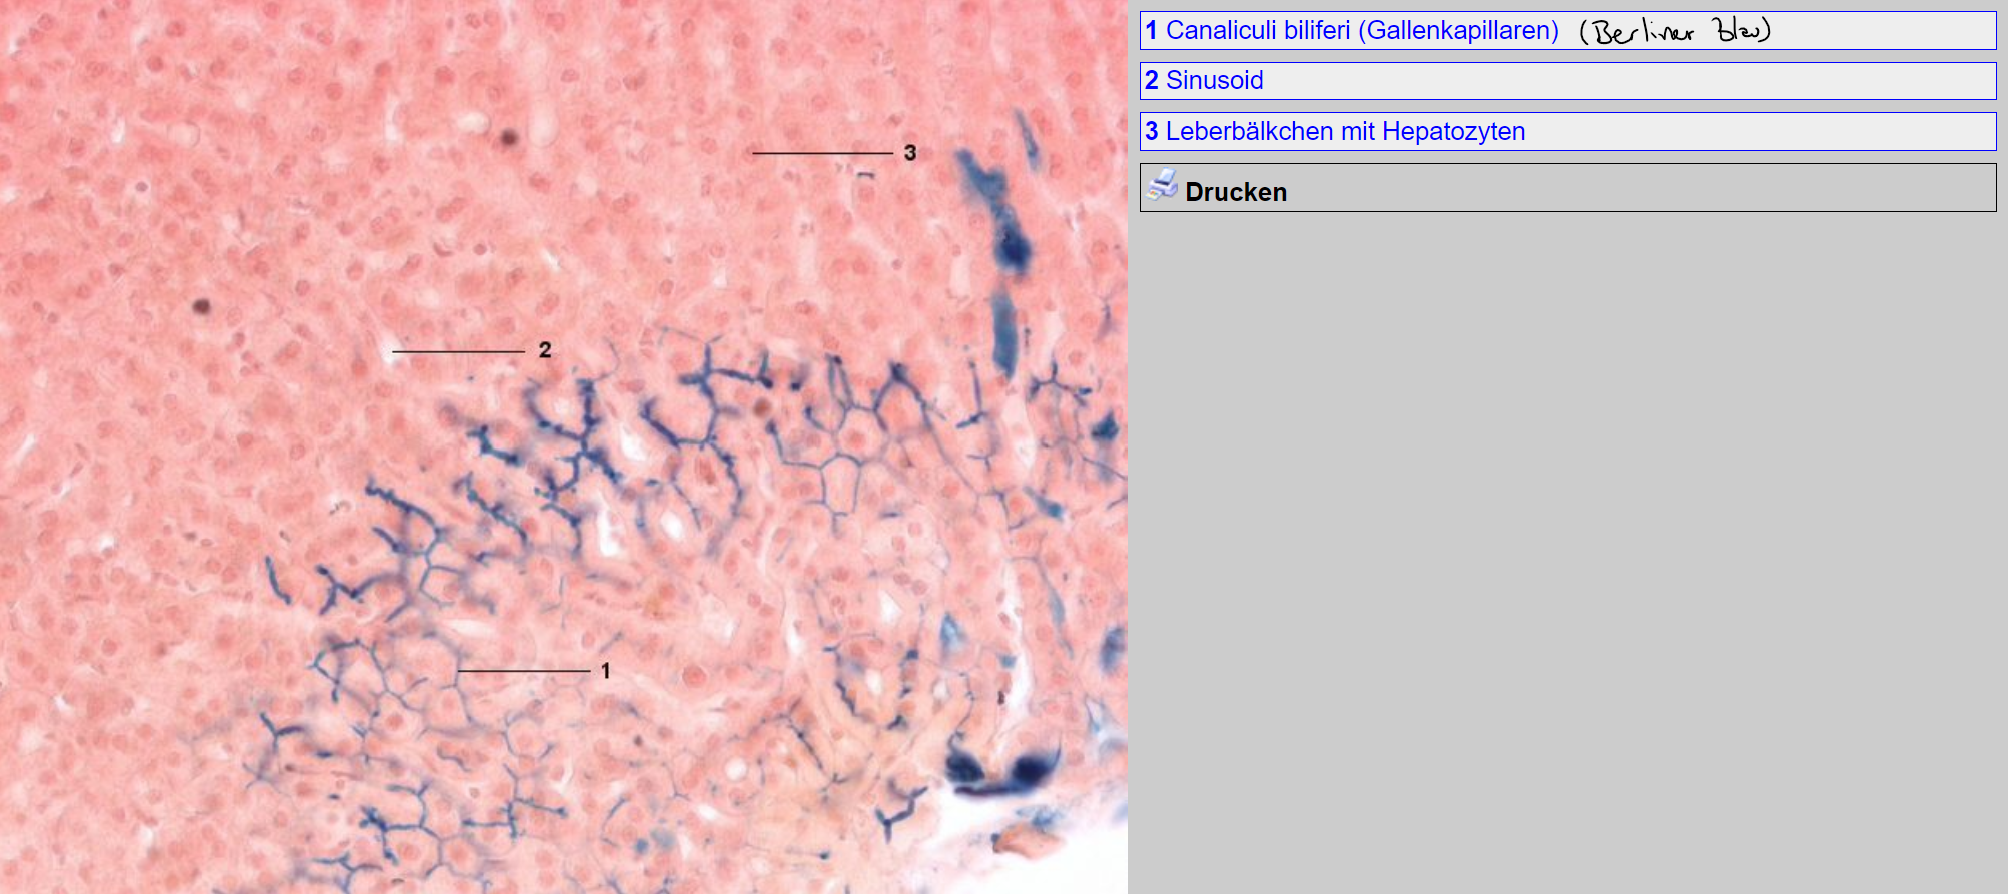 1 Canaliculi biliferi (Gallenkapillaren) (Berliner blau)
2 Sinusoid
3 Leberbälkchen mit Hepatozyten
Drucken
3
2
1